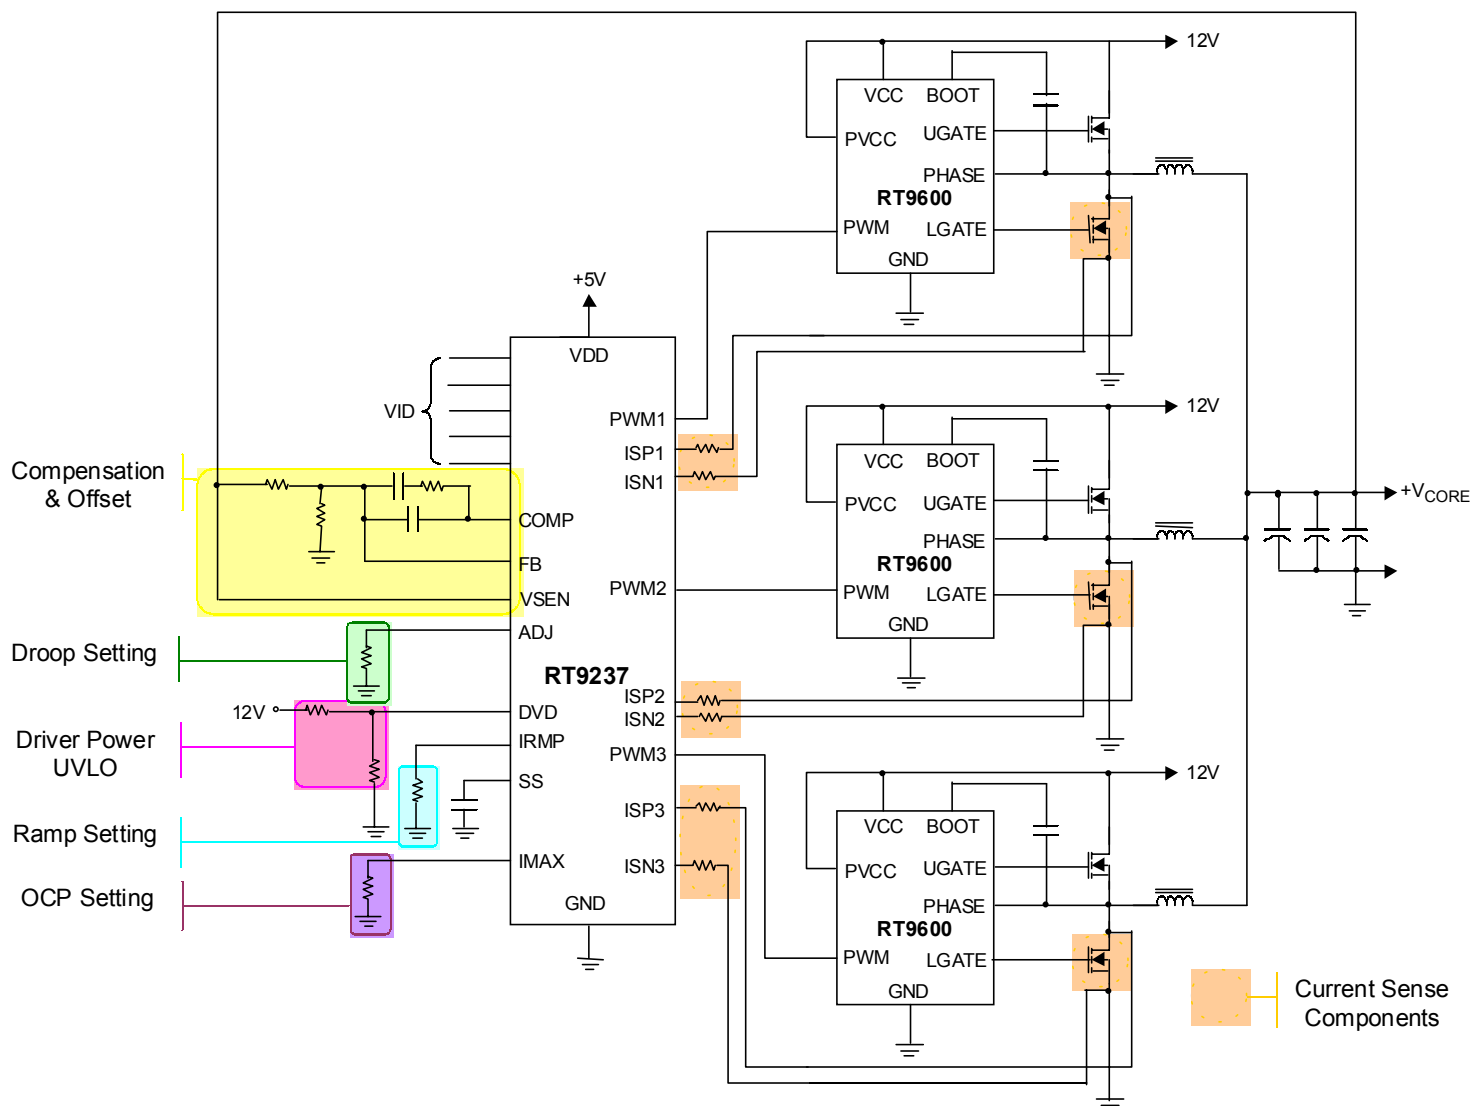 12V
VCC BOOT
UGATE
PVCC
PHASE
RT9600
PWM LGATE
GND
+5V
VDD
VID
PWM1
ISP1
ISN1
Compensation
& Offset
COMP
FB
VSEN
PWM2
ADJ
Droop Setting
RT9237
ISP2
12V
DVD
ISN2
Driver Power
UVLO
IRMP
PWM3
SS
ISP3
Ramp Setting
IMAX
ISN3
OCP Setting
GND
12V
VCC BOOT
UGATE
PVCC
PHASE
RT9600
PWM LGATE
GND
+VCORE
12V
VCC BOOT
UGATE
PVCC
PHASE
RT9600
PWM LGATE
GND
Current Sense
Components